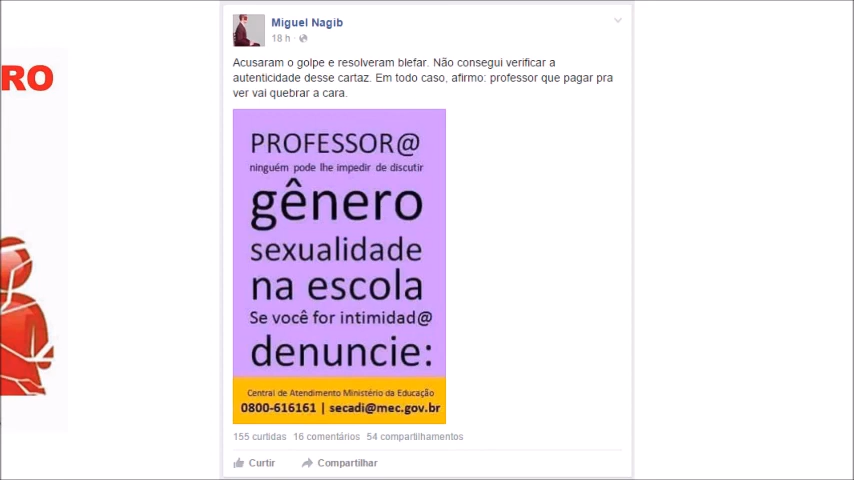 RO
Miguel Nagib
18 h ·
Acusaram o golpe e resolveram blefar. Não consegui verificar a
autenticidade desse cartaz. Em todo caso, afirmo: professor que pagar pra
ver vai quebrar a cara.
PROFESSOR@
ninguém pode lhe impedir de discutir
gênero
sexualidade
na escola
Se você for intimidad@
denuncie:
Central de Atendimento Ministério da Educação
0800-616161 | secadi@mec.gov.br
155 curtidas 16 comentários 54 compartilhamentos
Curtir Compartilhar